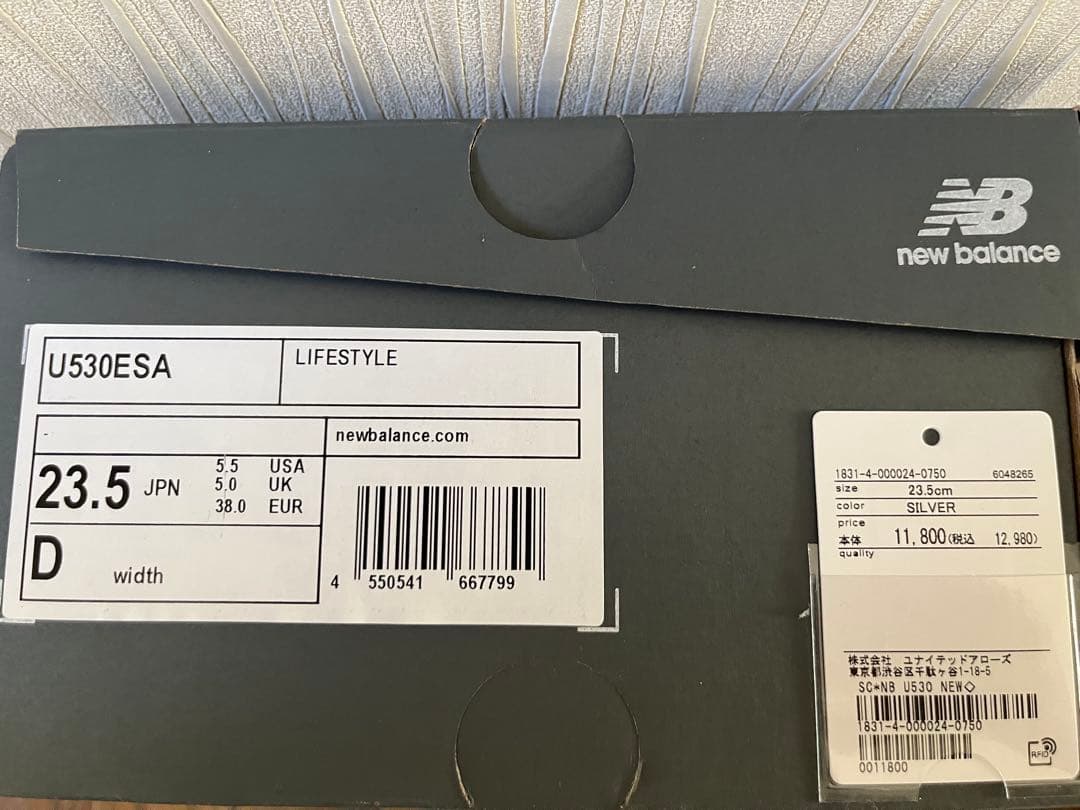 NB
new balance
U530ESA
LIFESTYLE
-
newbalance.com
23.5 JPN
5.5 USA
5.0 UK
38.0 EUR
D width
4 550541 667799
1831-4-000024-0750 6048265
size 23.5cm
color SILVER
price
本体 11,800(税込 12,980)
quality
株式会社 ユナイテッドアローズ
東京都渋谷区千駄ヶ谷1-18-5
SC*NB U530 NEW◇
1831-4-000024-0750
0011800
RFID